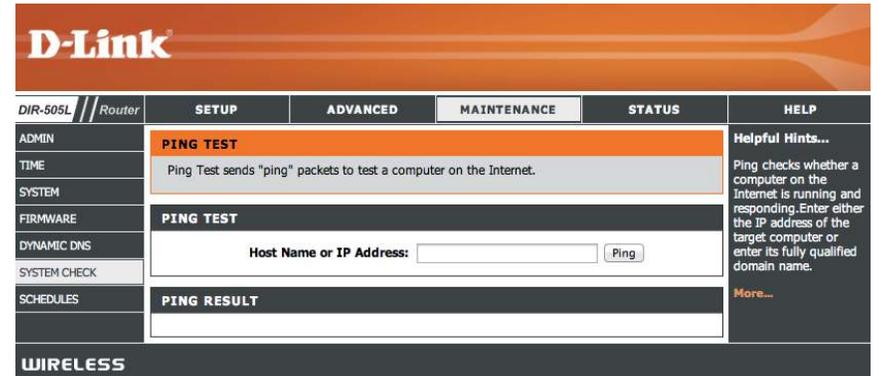 D-Link
DIR-505L // Router
SETUP
ADVANCED
MAINTENANCE
STATUS
HELP
ADMIN
TIME
SYSTEM
FIRMWARE
DYNAMIC DNS
SYSTEM CHECK
SCHEDULES
PING TEST
Ping Test sends "ping" packets to test a computer on the Internet.
PING TEST
Host Name or IP Address:
Ping
PING RESULT
Helpful Hints...
Ping checks whether a
computer on the
Internet is running and
responding.Enter either
the IP address of the
target computer or
enter its fully qualified
domain name.
More...
WIRELESS